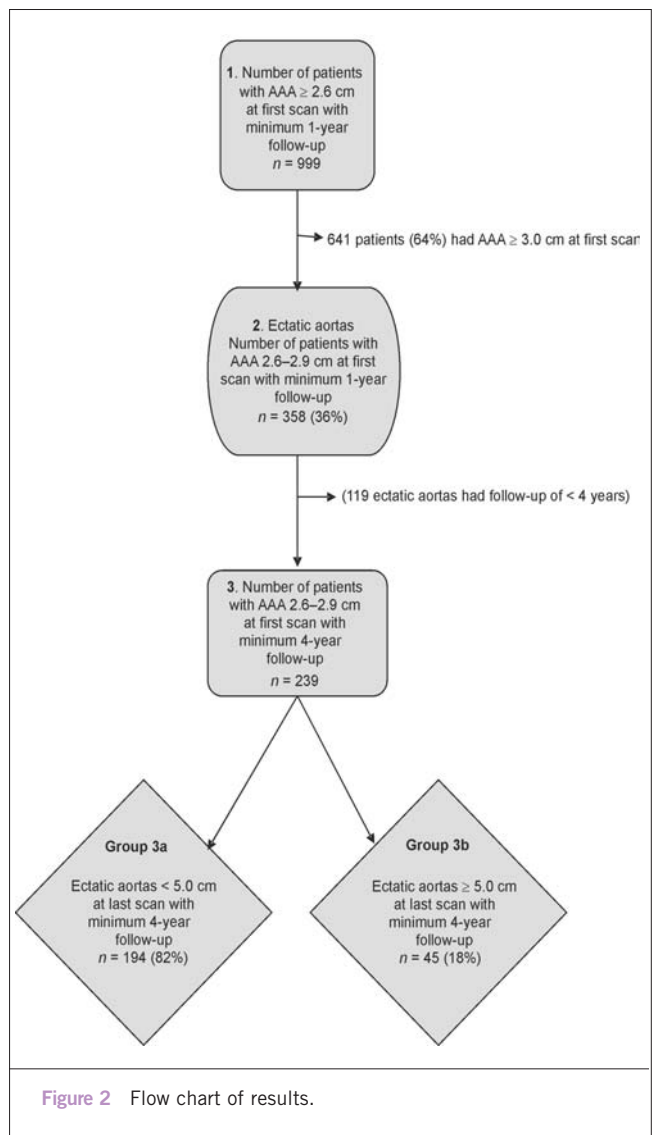 1. Number of patients
with AAA ≥ 2.6 cm
at first scan with
minimum 1-year
follow-up
n = 999
641 patients (64%) had AAA ≥ 3.0 cm at first scan
2. Ectatic aortas
Number of patients with
AAA 2.6–2.9 cm at first
scan with minimum 1-year
follow-up
n = 358 (36%)
(119 ectatic aortas had follow-up of < 4 years)
3. Number of patients
with AAA 2.6–2.9 cm
at first scan with
minimum 4-year
follow-up
n = 239
Group 3a
Ectatic aortas < 5.0 cm
at last scan with
minimum 4-year
follow-up
n = 194 (82%)
Group 3b
Ectatic aortas ≥ 5.0 cm
at last scan with
minimum 4-year
follow-up
n = 45 (18%)
Figure 2 Flow chart of results.